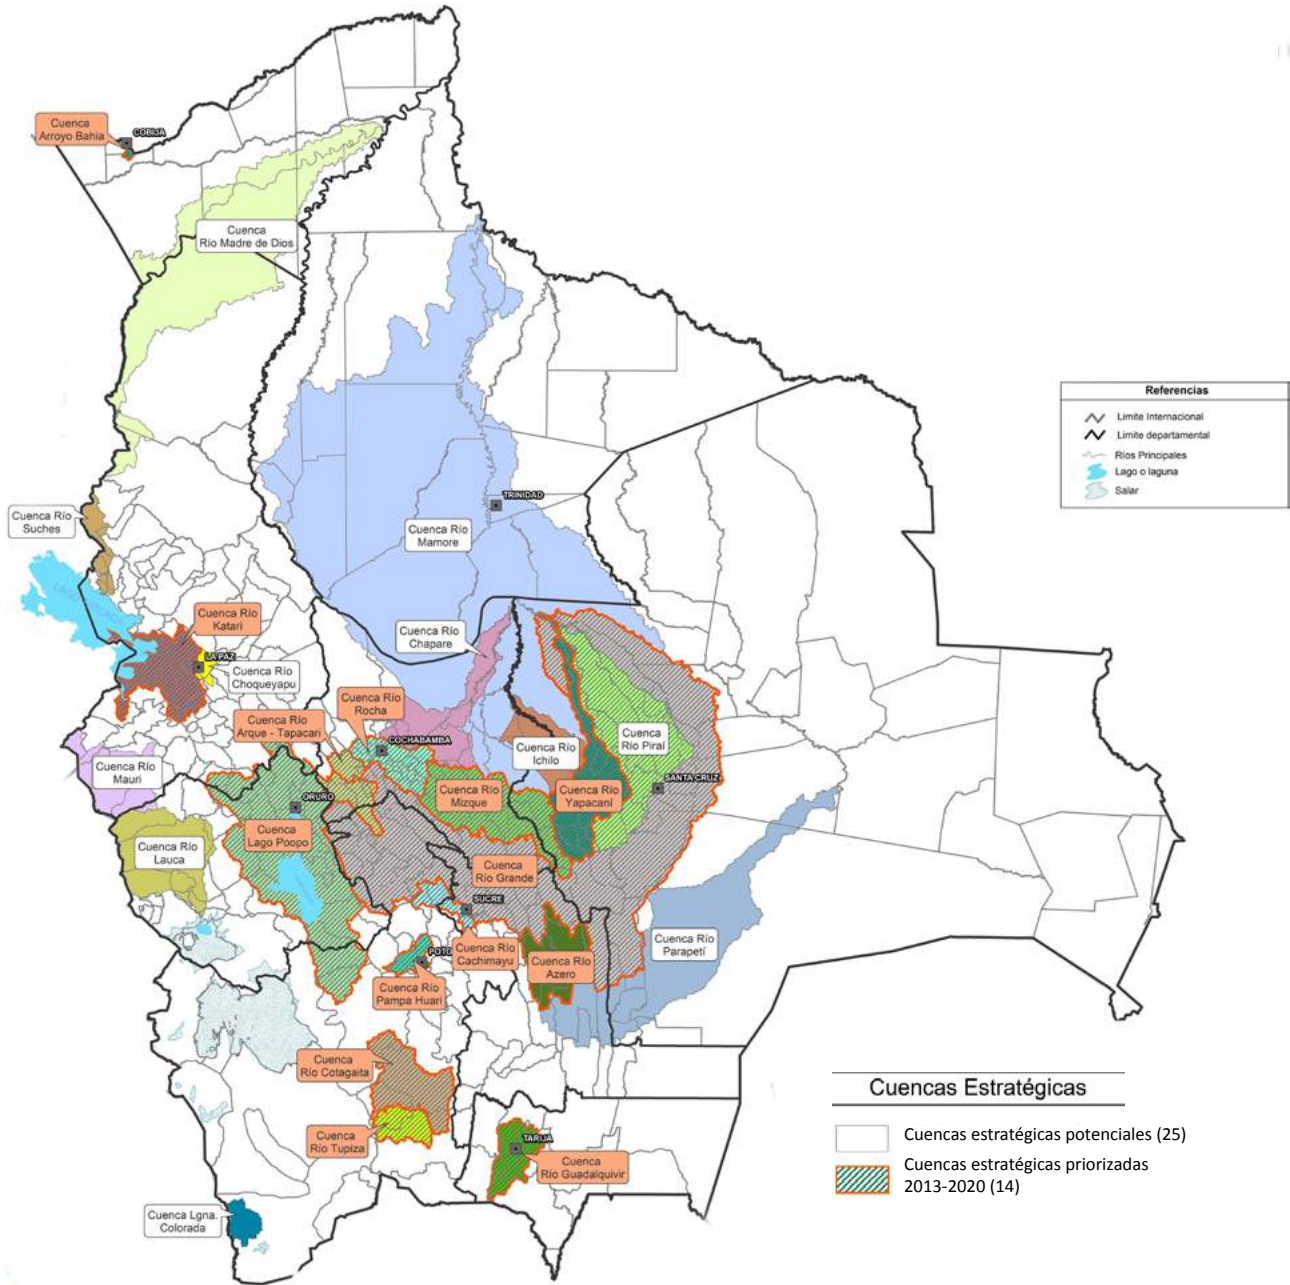 Cuenca
Arroyo Bahia
COBIJA
Cuenca
Río Madre de Dios
Referencias
Limite Internacional
Limite departamental
Ríos Principales
Lago o laguna
Salar
Cuenca Río
Suches
TRINIDAD
Cuenca Río
Mamore
Cuenca Río
Katari
LA PAZ
Cuenca Río
Choqueyapu
Cuenca Río
Chapare
Cuenca Río
Rocha
Cuenca Río
Arque - Tapacari
COCHABAMBA
Cuenca Río
Ichilo
Cuenca
Río Piraí
Cuenca Río
Mauri
ORURO
Cuenca Río
Mizque
Cuenca Río
Yapacaní
SANTA CRUZ
Cuenca Río
Lauca
Cuenca
Lago Poopo
Cuenca
Río Grande
SUCRE
Cuenca Río
Cachimayu
POTO
Cuenca Río
Pampa Huari
Cuenca Río
Azero
Cuenca Río
Parapetí
Cuenca
Río Cotagaita
Cuenca
Río Tupiza
TARIJA
Cuenca
Río Guadalquivir
Cuenca Lgna.
Colorada
Cuencas Estratégicas
Cuencas estratégicas potenciales (25)
Cuencas estratégicas priorizadas
2013-2020 (14)